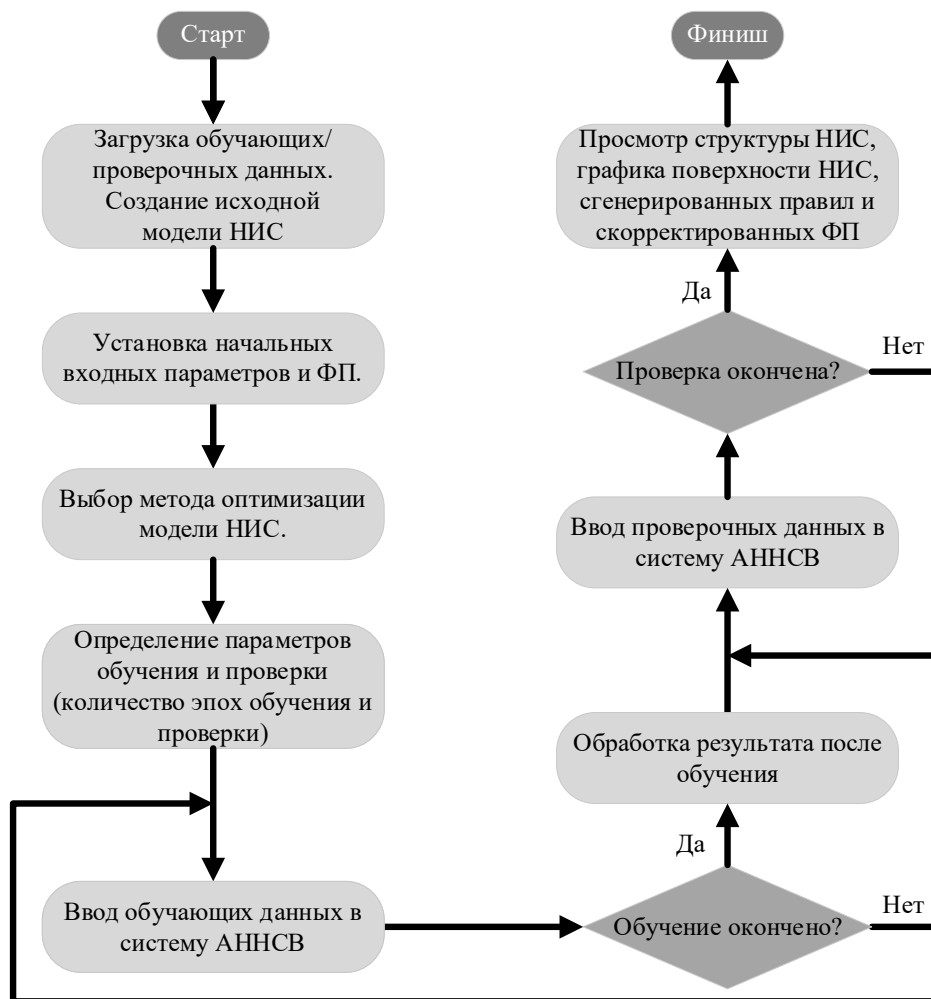 Старт
Загрузка обучающих/
проверочных данных.
Создание исходной
модели НИС
Установка начальных
входных параметров и ФП.
Выбор метода оптимизации
модели НИС.
Определение параметров
обучения и проверки
(количество эпох обучения и
проверки)
Ввод обучающих данных в
систему АННСВ
Обучение окончено?
Нет
Да
Обработка результата после
обучения
Ввод проверочных данных в
систему АННСВ
Проверка окончена?
Нет
Да
Просмотр структуры НИС,
графика поверхности НИС,
сгенерированных правил и
скорректированных ФП
Финиш